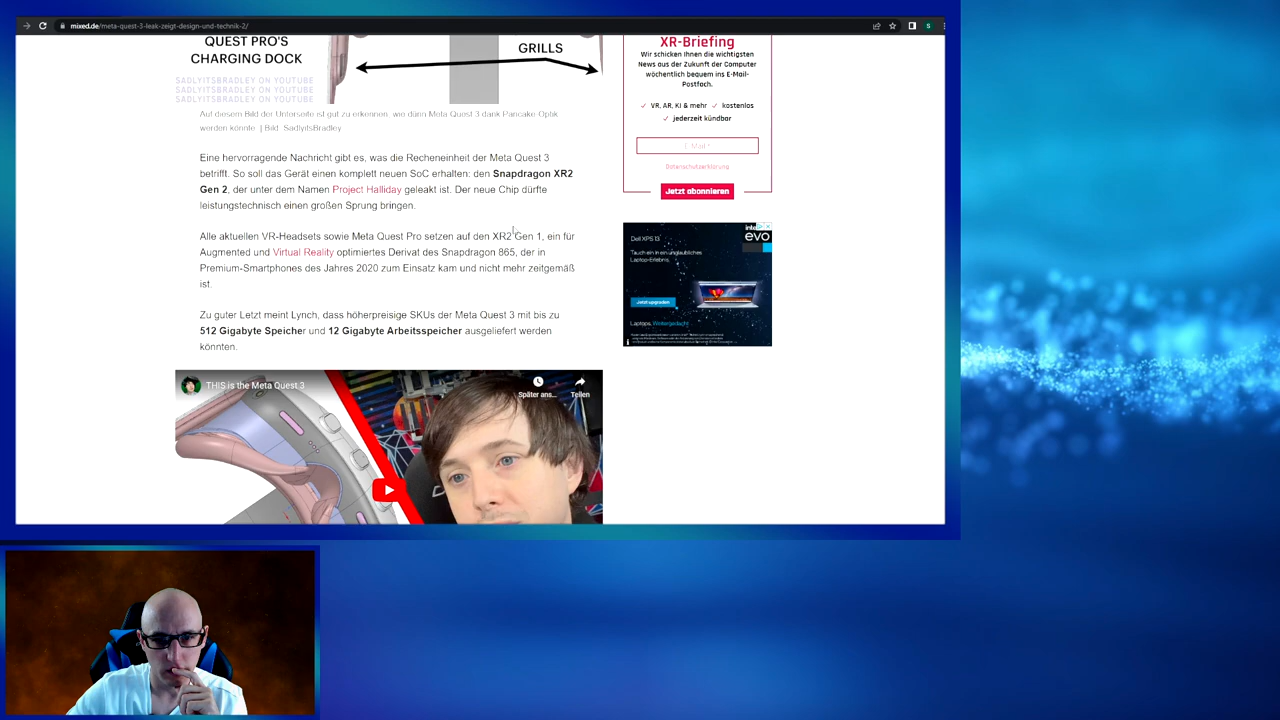 mixed.de/meta-quest-3-leak-zeigt-design-und-technik-2/
S
QUEST PRO'S
CHARGING DOCK
SADLYITSBRADLEY ON YOUTUBE
SADLYITSBRADLEY ON YOUTUBE
SADLYITSBRADLEY ON YOUTUBE
GRILLS
Auf diesem Bild der Unterseite ist gut zu erkennen, wie dünn Meta Quest 3 dank Pancake Optik
werden könnte. | Bild: SadlyitsBradley
Eine hervorragende Nachricht gibt es, was die Recheneinheit der Meta Quest 3
betrifft. So soll das Gerät einen komplett neuen SoC erhalten: den Snapdragon XR2
Gen 2, der unter dem Namen Project Halliday geleakt ist. Der neue Chip dürfte
leistungstechnisch einen großen Sprung bringen.
Alle aktuellen VR-Headsets sowie Meta Quest Pro setzen auf den XR2 Gen 1, ein für
Augmented und Virtual Reality optimiertes Derivat des Snapdragon 865, der in
Premium-Smartphones des Jahres 2020 zum Einsatz kam und nicht mehr zeitgemäß
ist.
Zu guter Letzt meint Lynch, dass höherpreisige SKUs der Meta Quest 3 mit bis zu
512 Gigabyte Speicher und 12 Gigabyte Arbeitsspeicher ausgeliefert werden
könnten.
THIS is the Meta Quest 3
Später ans...
Teilen
XR-Briefing
Wir schicken Ihnen die wichtigsten
News aus der Zukunft der Computer
wöchentlich bequem ins E-Mail-
Postfach.
✓ VR, AR, KI & mehr ✓ kostenlos
✓ jederzeit kündbar
E-Mail *
Datenschutzerklärung
Jetzt abonnieren
Dell XPS 13
Tauch ein in ein unglaubliches
Laptop-Erlebnis.
intel
evo
Jetzt upgraden
Laptops. Weitergedacht